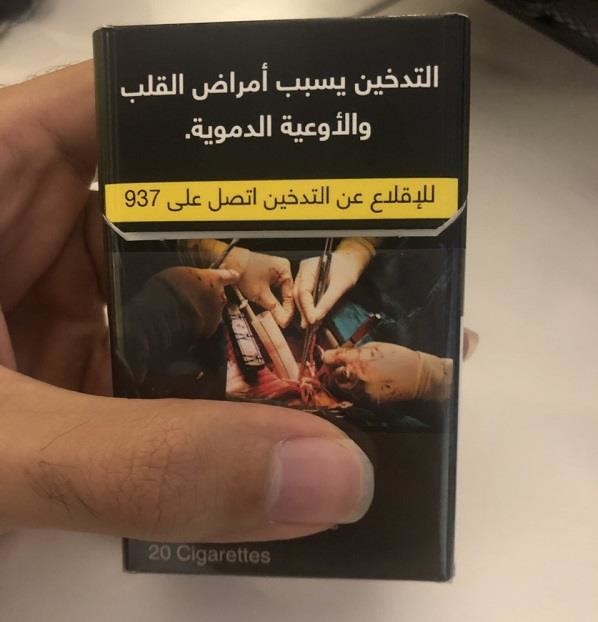 التدخين يسبب أمراض القلب
والأوعية الدموية.
للإقلاع عن التدخين اتصل على 937
20 Cigarettes